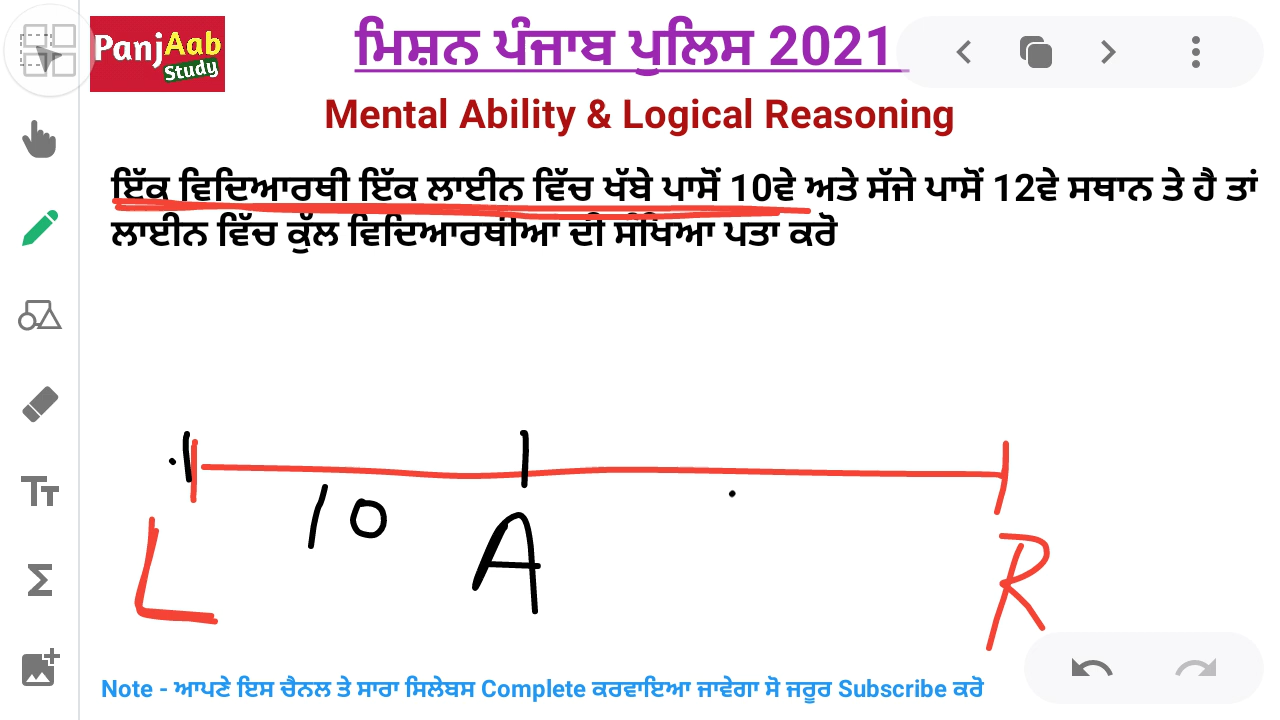 PanjAab
Study
ਮਿਸ਼ਨ ਪੰਜਾਬ ਪੁਲਿਸ 2021
Mental Ability & Logical Reasoning
ਇੱਕ ਵਿਦਿਆਰਥੀ ਇੱਕ ਲਾਈਨ ਵਿੱਚ ਖੱਬੇ ਪਾਸੋਂ 10ਵੇ ਅਤੇ ਸੱਜੇ ਪਾਸੋਂ 12ਵੇ ਸਥਾਨ ਤੇ ਹੈ ਤਾਂ
ਲਾਈਨ ਵਿੱਚ ਕੁੱਲ ਵਿਦਿਆਰਥੀਆਂ ਦੀ ਸੰਖਿਆ ਪਤਾ ਕਰੋ
10
L A R
Note - ਆਪਣੇ ਇਸ ਚੈਨਲ ਤੇ ਸਾਰਾ ਸਿਲੇਬਸ Complete ਕਰਵਾਇਆ ਜਾਵੇਗਾ ਸੋ ਜਰੂਰ Subscribe ਕਰੋ